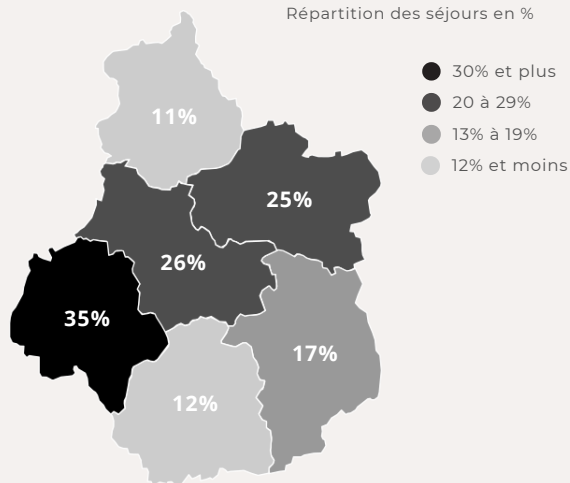 Répartition des séjours en %
30% et plus
20 à 29%
13% à 19%
12% et moins
11%
25%
26%
35%
17%
12%